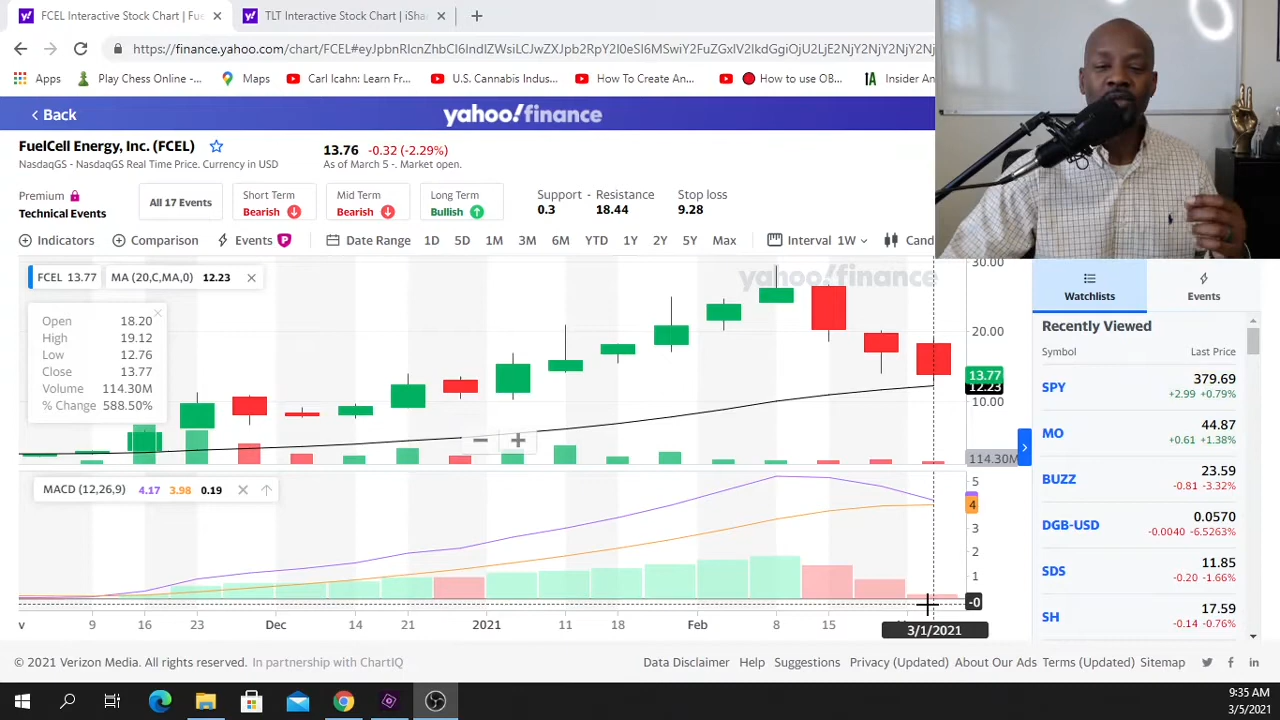 FCEL Interactive Stock Chart | Fue
TLT Interactive Stock Chart | iSha
Apps
Play Chess Online -...
Maps
Carl Icahn: Learn Fr...
U.S. Cannabis Indus...
How To Create An...
How to use OB...
IA Insider An
Back
yahoo!finance
FuelCell Energy, Inc. (FCEL)
NasdaqGS - NasdaqGS Real Time Price. Currency in USD
13.76 -0.32 (-2.29%)
As of March 5 -. Market open.
Premium
Technical Events
All 17 Events
Short Term
Bearish
Mid Term
Bearish
Long Term
Bullish
Support - Resistance
0.3 18.44
Stop loss
9.28
Indicators
Comparison
Events
Date Range 1D 5D 1M 3M 6M YTD 1Y 2Y 5Y Max
Interval 1W
Cand
FCEL 13.77
MA (20,C,MA,0) 12.23
yahoo!finance
Open 18.20
High 19.12
Low 12.76
Close 13.77
Volume 114.30M
% Change 588.50%
30.00
20.00
13.77
12.23
10.00
114.30M
MACD (12,26,9) 4.17 3.98 0.19
5
4
3
2
1
-0
v 9 16 23 Dec 14 21 2021 11 18 Feb 8 15
3/1/2021
Watchlists
Events
Recently Viewed
Symbol Last Price
SPY 379.69
+2.99 +0.79%
MO 44.87
+0.61 +1.38%
BUZZ 23.59
-0.81 -3.32%
DGB-USD 0.0570
-0.0040 -6.5263%
SDS 11.85
-0.20 -1.66%
SH 17.59
-0.14 -0.76%
© 2021 Verizon Media. All rights reserved. In partnership with ChartIQ
Data Disclaimer Help Suggestions Privacy (Updated) About Our Ads Terms (Updated) Sitemap
9:35 AM
3/5/2021